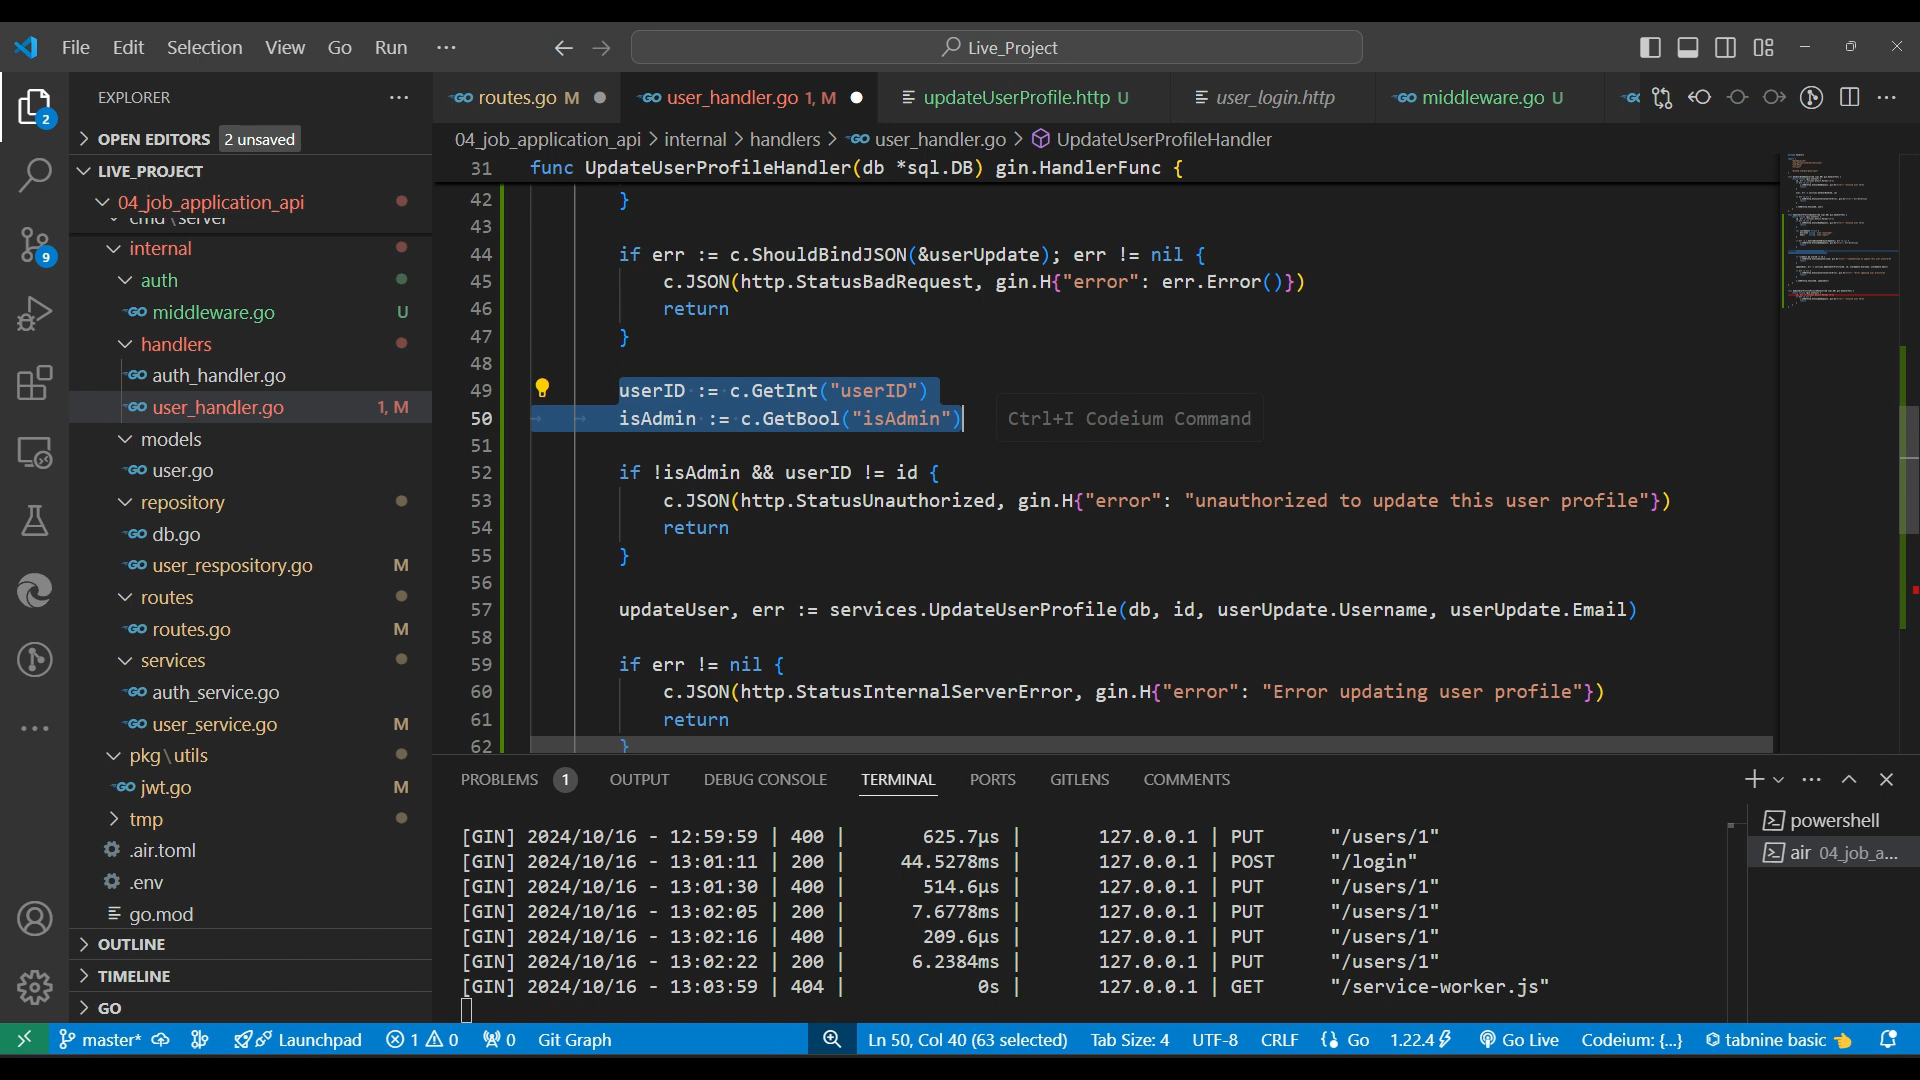 File Edit Selection View Go Run ...
Live_Project
EXPLORER
routes.go M
user_handler.go 1, M
updateUserProfile.http U
user_login.http
middleware.go U
OPEN EDITORS 2 unsaved
04_job_application_api > internal > handlers > user_handler.go > UpdateUserProfileHandler
LIVE_PROJECT
04_job_application_api
cmd \ server
internal
auth
middleware.go U
handlers
auth_handler.go
user_handler.go 1, M
models
user.go
repository
db.go
user_respository.go M
routes
routes.go M
services
auth_service.go
user_service.go M
pkg \ utils
jwt.go M
tmp
.air.toml
.env
go.mod
OUTLINE
TIMELINE
GO
2
9
31 func UpdateUserProfileHandler(db *sql.DB) gin.HandlerFunc {
42 }
43
44 if err := c.ShouldBindJSON(&userUpdate); err != nil {
45 c.JSON(http.StatusBadRequest, gin.H{"error": err.Error()})
46 return
47 }
48
49 userID := c.GetInt("userID")
50 isAdmin := c.GetBool("isAdmin") Ctrl+I Codeium Command
51
52 if !isAdmin && userID != id {
53 c.JSON(http.StatusUnauthorized, gin.H{"error": "unauthorized to update this user profile"})
54 return
55 }
56
57 updateUser, err := services.UpdateUserProfile(db, id, userUpdate.Username, userUpdate.Email)
58
59 if err != nil {
60 c.JSON(http.StatusInternalServerError, gin.H{"error": "Error updating user profile"})
61 return
62 }
PROBLEMS 1 OUTPUT DEBUG CONSOLE TERMINAL PORTS GITLENS COMMENTS
[GIN] 2024/10/16 - 12:59:59 | 400 | 625.7µs | 127.0.0.1 | PUT "/users/1"
[GIN] 2024/10/16 - 13:01:11 | 200 | 44.5278ms | 127.0.0.1 | POST "/login"
[GIN] 2024/10/16 - 13:01:30 | 400 | 514.6µs | 127.0.0.1 | PUT "/users/1"
[GIN] 2024/10/16 - 13:02:05 | 200 | 7.6778ms | 127.0.0.1 | PUT "/users/1"
[GIN] 2024/10/16 - 13:02:16 | 400 | 209.6µs | 127.0.0.1 | PUT "/users/1"
[GIN] 2024/10/16 - 13:02:22 | 200 | 6.2384ms | 127.0.0.1 | PUT "/users/1"
[GIN] 2024/10/16 - 13:03:59 | 404 | 0s | 127.0.0.1 | GET "/service-worker.js"
powershell
air 04_job_a...
master* Launchpad 1 0 0 Git Graph Ln 50, Col 40 (63 selected) Tab Size: 4 UTF-8 CRLF Go 1.22.4 Go Live Codeium: {...} tabnine basic